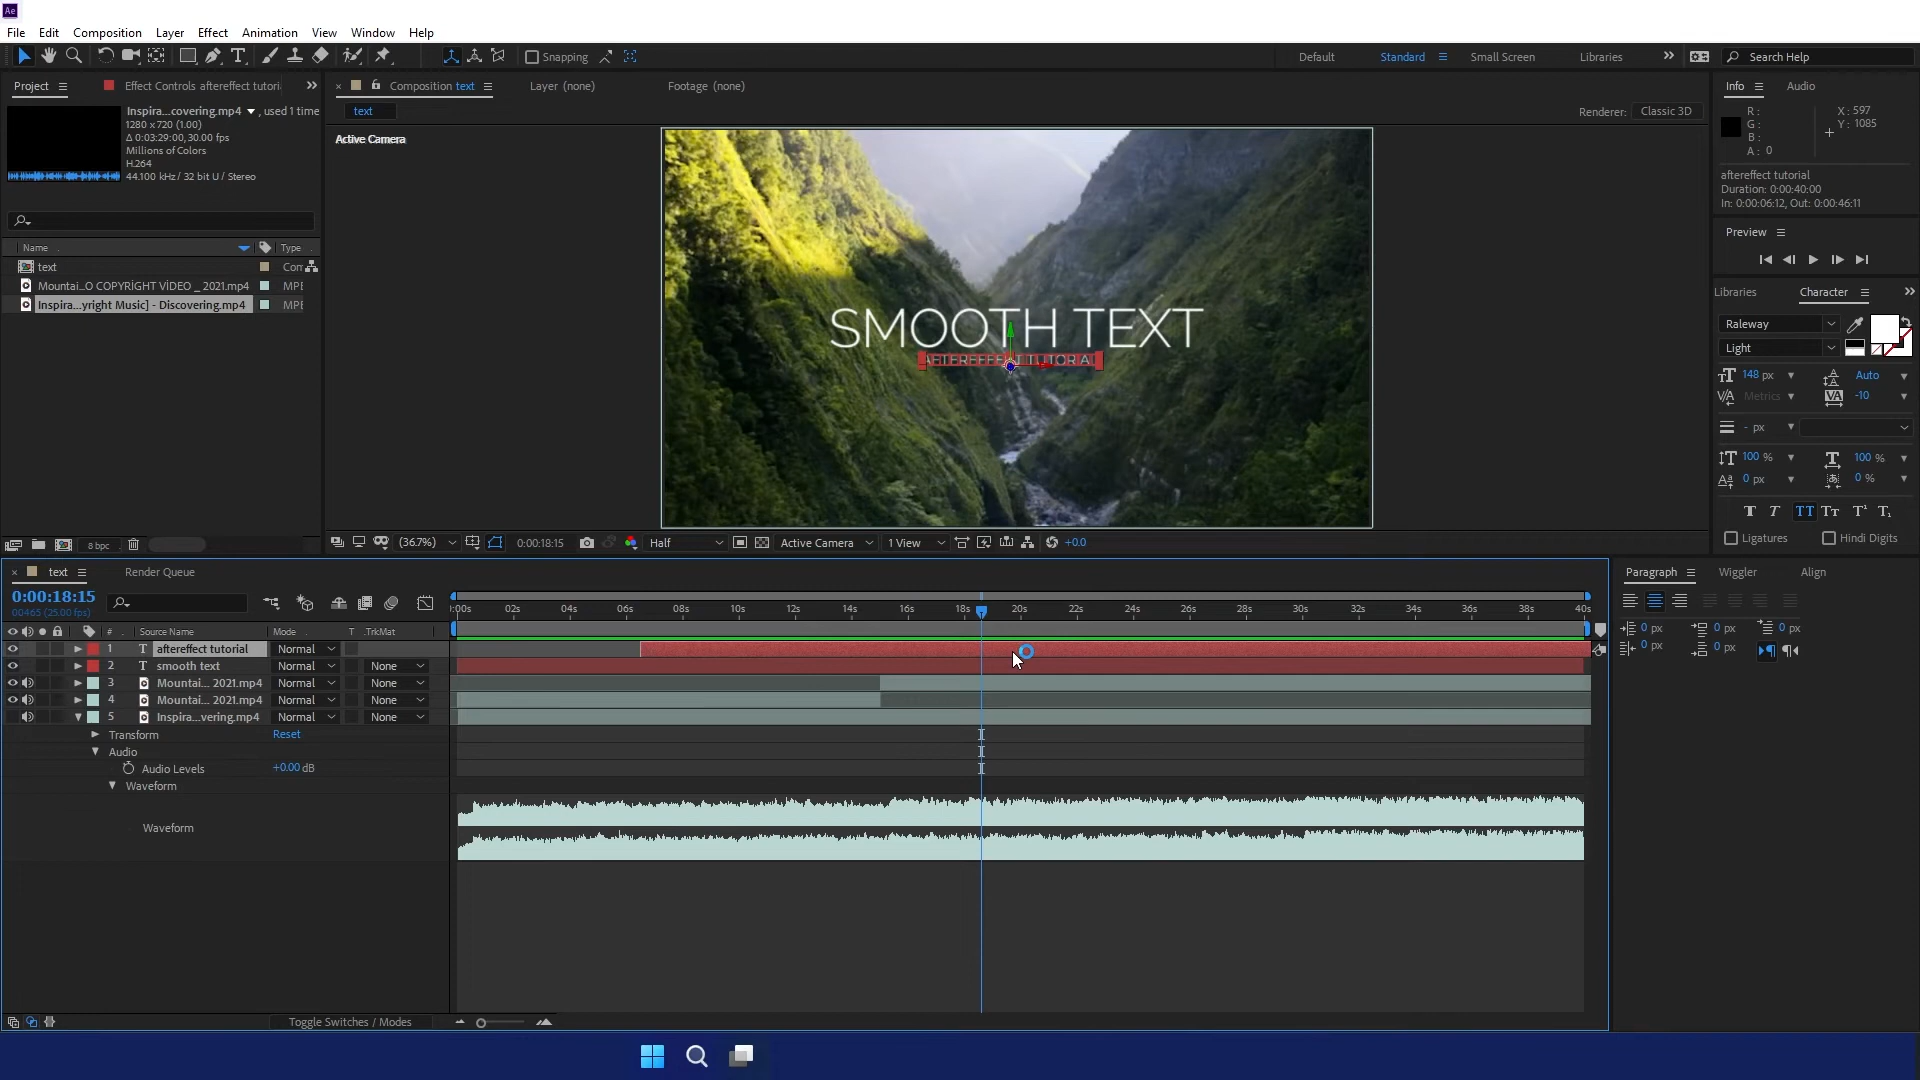 Ae
File Edit Composition Layer Effect Animation View Window Help
Snapping
Default Standard Small Screen Libraries Search Help
Project Effect Controls aftereffect tutori
Inspira...covering.mp4 , used 1 time
1280 x 720 (1.00)
Δ 0:03:29:00, 30.00 fps
Millions of Colors
H.264
44.100 kHz / 32 bit U / Stereo
Name Type
text Com
Mountai...O COPYRİGHT VİDEO _ 2021.mp4 MPE
Inspira...yright Music] - Discovering.mp4 MPE
8 bpc
Composition text Layer (none) Footage (none)
text
Renderer: Classic 3D
Active Camera
SMOOTH TEXT
AFTEREFFECT TUTORIAL
(36.7%) 0:00:18:15 Half Active Camera 1 View +0.0
Info Audio
R : X : 597
G : Y : 1085
B :
A : 0
aftereffect tutorial
Duration: 0:00:40:00
In: 0:00:06:12, Out: 0:00:46:11
Preview
Libraries Character
Raleway
Light
148 px Auto
Metrics -10
- px
100 % 100 %
0 px 0 %
Ligatures Hindi Digits
text Render Queue
0:00:18:15
00465 (25.00 fps)
# Source Name Mode T .TrkMat
1 aftereffect tutorial Normal
2 smooth text Normal None
3 Mountai... 2021.mp4 Normal None
4 Mountai... 2021.mp4 Normal None
5 Inspira...vering.mp4 Normal None
Transform Reset
Audio
Audio Levels +0.00 dB
Waveform
Waveform
Toggle Switches / Modes
:00s 02s 04s 06s 08s 10s 12s 14s 16s 18s 20s 22s 24s 26s 28s 30s 32s 34s 36s 38s 40s
Paragraph Wiggler Align
0 px 0 px 0 px
0 px 0 px